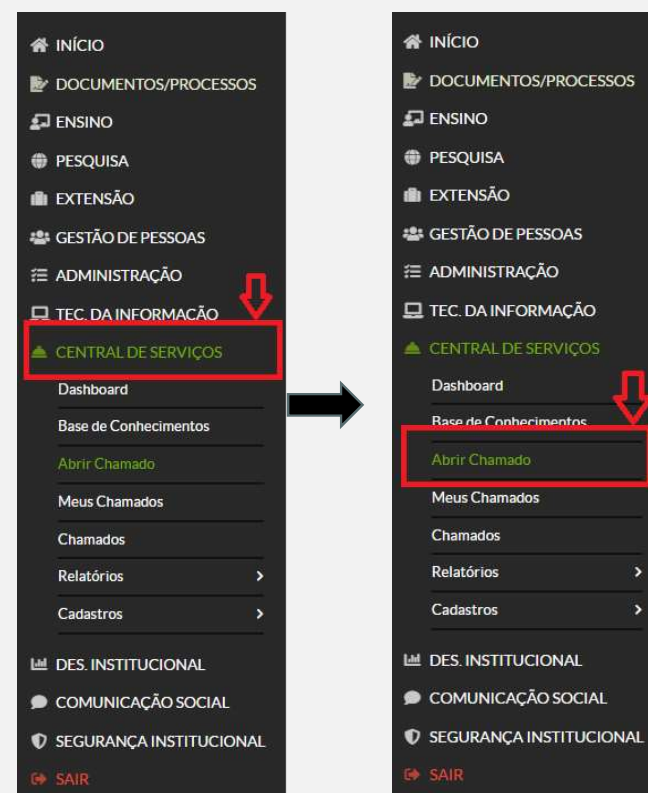 INÍCIO
DOCUMENTOS/PROCESSOS
ENSINO
PESQUISA
EXTENSÃO
GESTÃO DE PESSOAS
ADMINISTRAÇÃO
TEC. DA INFORMAÇÃO
CENTRAL DE SERVIÇOS
Dashboard
Base de Conhecimentos
Abrir Chamado
Meus Chamados
Chamados
Relatórios
Cadastros
DES. INSTITUCIONAL
COMUNICAÇÃO SOCIAL
SEGURANÇA INSTITUCIONAL
SAIR
INÍCIO
DOCUMENTOS/PROCESSOS
ENSINO
PESQUISA
EXTENSÃO
GESTÃO DE PESSOAS
ADMINISTRAÇÃO
TEC. DA INFORMAÇÃO
CENTRAL DE SERVIÇOS
Dashboard
Base de Conhecimentos
Abrir Chamado
Meus Chamados
Chamados
Relatórios
Cadastros
DES. INSTITUCIONAL
COMUNICAÇÃO SOCIAL
SEGURANÇA INSTITUCIONAL
SAIR